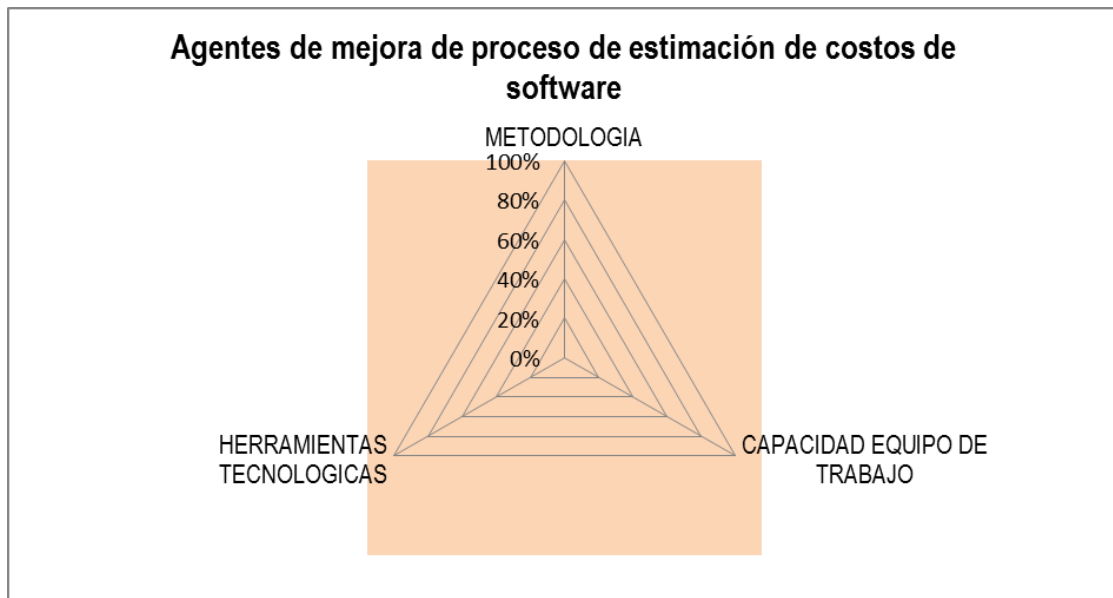 Agentes de mejora de proceso de estimación de costos de
software
METODOLOGIA
100%
80%
60%
40%
20%
0%
HERRAMIENTAS
TECNOLOGICAS
CAPACIDAD EQUIPO DE
TRABAJO